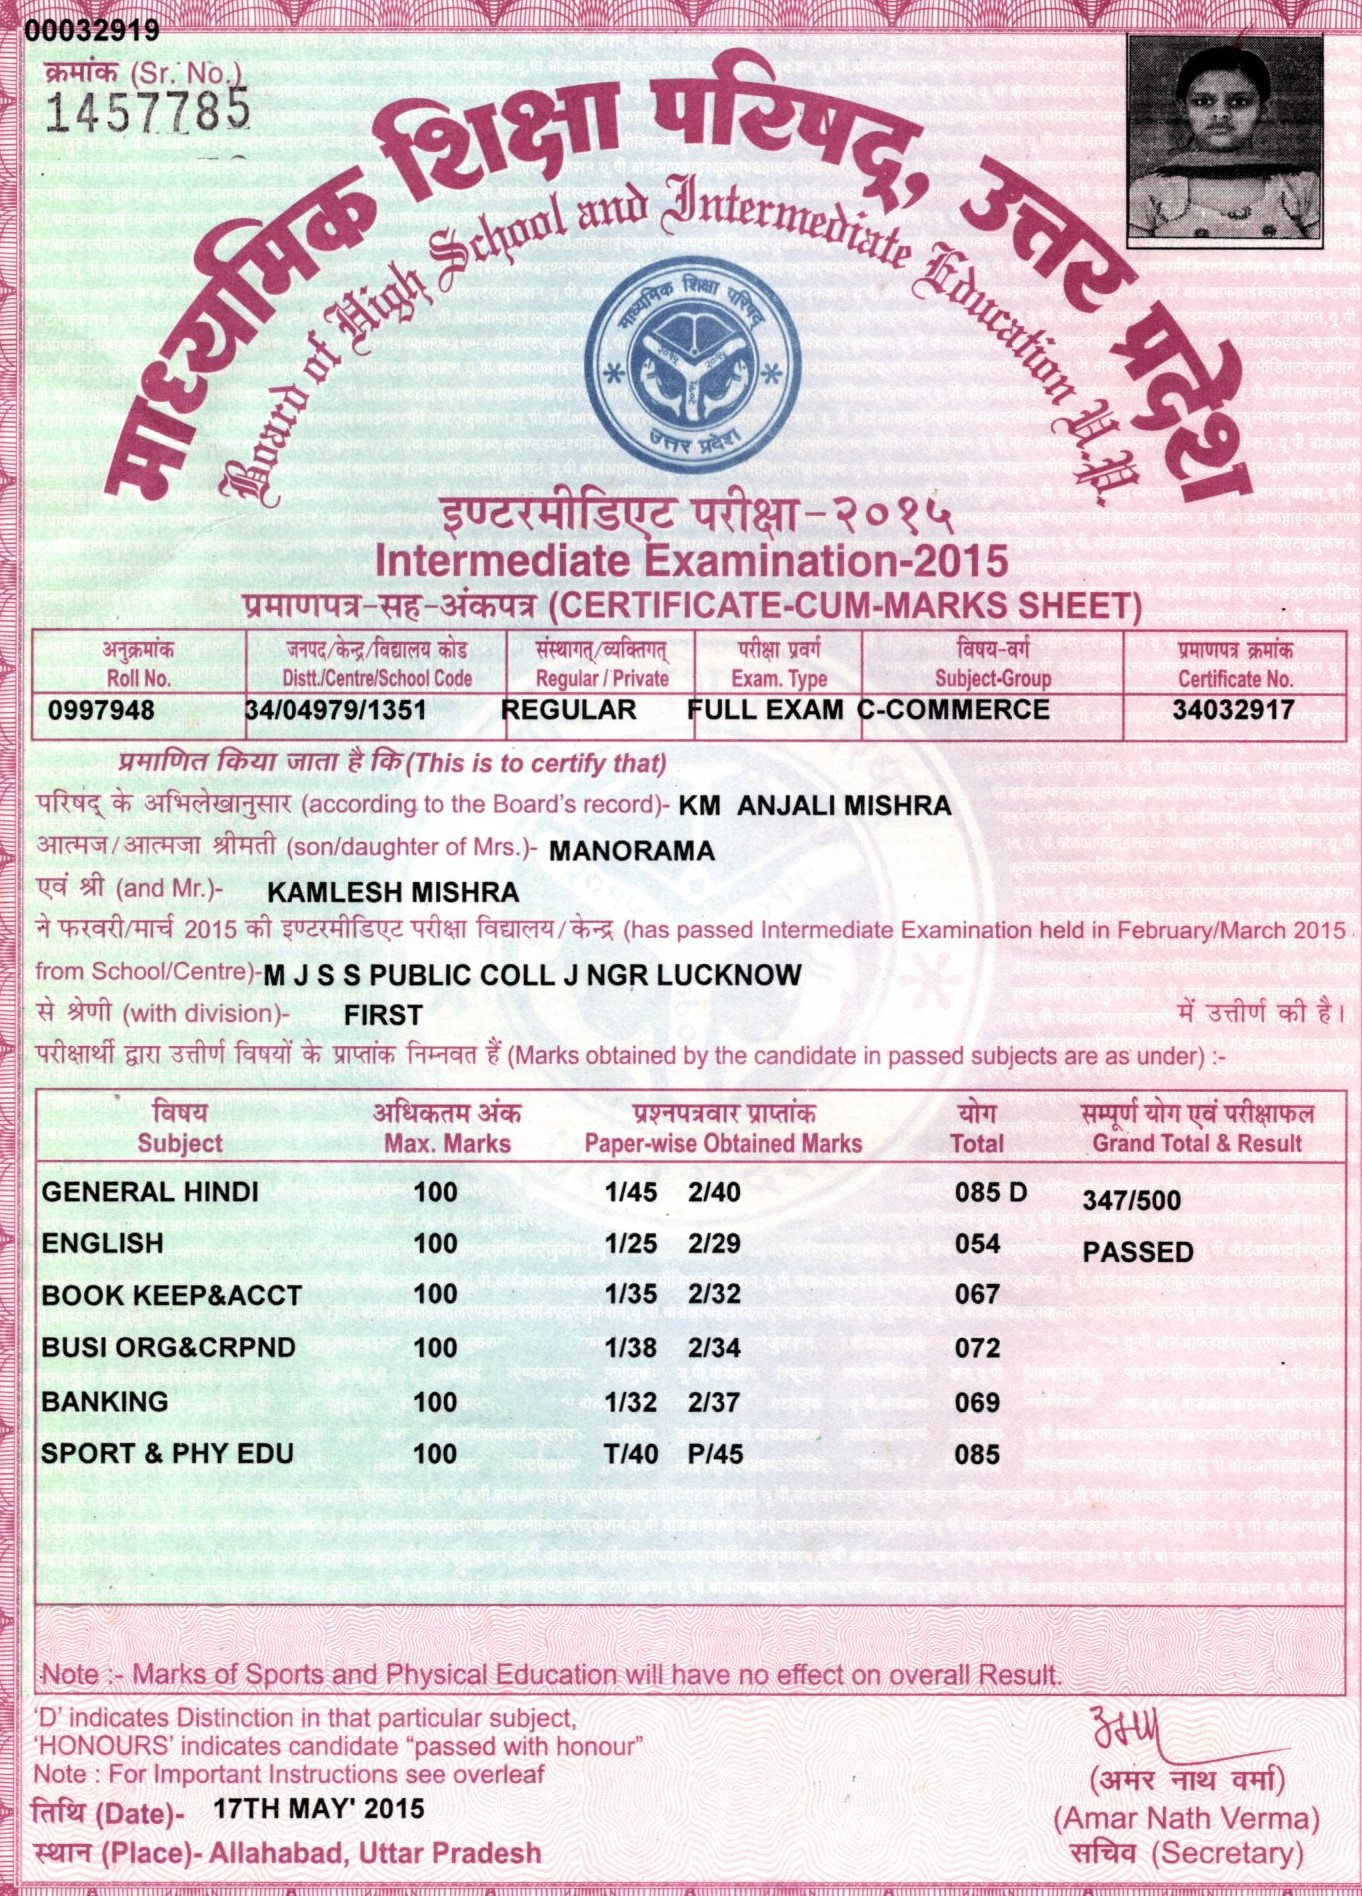 00032919
क्रमांक (Sr. No.)
1457785
माध्यमिक शिक्षा परिषद्, उत्तर प्रदेश
Board of High School and Intermediate Education U.P.
माध्यमिक शिक्षा परिषद्
उत्तर प्रदेश
इण्टरमीडिएट परीक्षा-२०१५
Intermediate Examination-2015
प्रमाणपत्र-सह-अंकपत्र (CERTIFICATE-CUM-MARKS SHEET)
अनुक्रमांक जनपद/केन्द्र/विद्यालय कोड संस्थागत्/व्यक्तिगत् परीक्षा प्रवर्ग विषय-वर्ग प्रमाणपत्र क्रमांक
Roll No. Distt./Centre/School Code Regular / Private Exam. Type Subject-Group Certificate No.
0997948 34/04979/1351 REGULAR FULL EXAM C-COMMERCE 34032917
प्रमाणित किया जाता है कि (This is to certify that)
परिषद् के अभिलेखानुसार (according to the Board's record)- KM ANJALI MISHRA
आत्मज/आत्मजा श्रीमती (son/daughter of Mrs.)- MANORAMA
एवं श्री (and Mr.)- KAMLESH MISHRA
ने फरवरी/मार्च 2015 की इण्टरमीडिएट परीक्षा विद्यालय/केन्द्र (has passed Intermediate Examination held in February/March 2015
from School/Centre)- M J S S PUBLIC COLL J NGR LUCKNOW
से श्रेणी (with division)- FIRST में उत्तीर्ण की है।
परीक्षार्थी द्वारा उत्तीर्ण विषयों के प्राप्तांक निम्नवत हैं (Marks obtained by the candidate in passed subjects are as under) :-
विषय अधिकतम अंक प्रश्नपत्रवार प्राप्तांक योग सम्पूर्ण योग एवं परीक्षाफल
Subject Max. Marks Paper-wise Obtained Marks Total Grand Total & Result
GENERAL HINDI 100 1/45 2/40 085 D 347/500
ENGLISH 100 1/25 2/29 054 PASSED
BOOK KEEP&ACCT 100 1/35 2/32 067
BUSI ORG&CRPND 100 1/38 2/34 072
BANKING 100 1/32 2/37 069
SPORT & PHY EDU 100 T/40 P/45 085
Note :- Marks of Sports and Physical Education will have no effect on overall Result.
'D' indicates Distinction in that particular subject,
'HONOURS' indicates candidate "passed with honour"
Note : For Important Instructions see overleaf
तिथि (Date)- 17TH MAY' 2015
स्थान (Place)- Allahabad, Uttar Pradesh
(अमर नाथ वर्मा)
(Amar Nath Verma)
सचिव (Secretary)